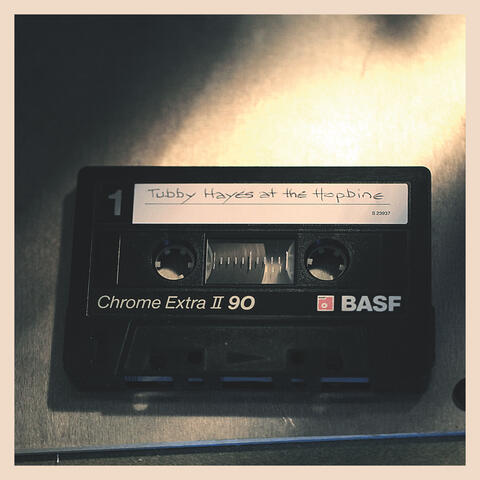 1
Tubby Hayes at the Hopbine
S 23937
Chrome Extra II 90
BASF